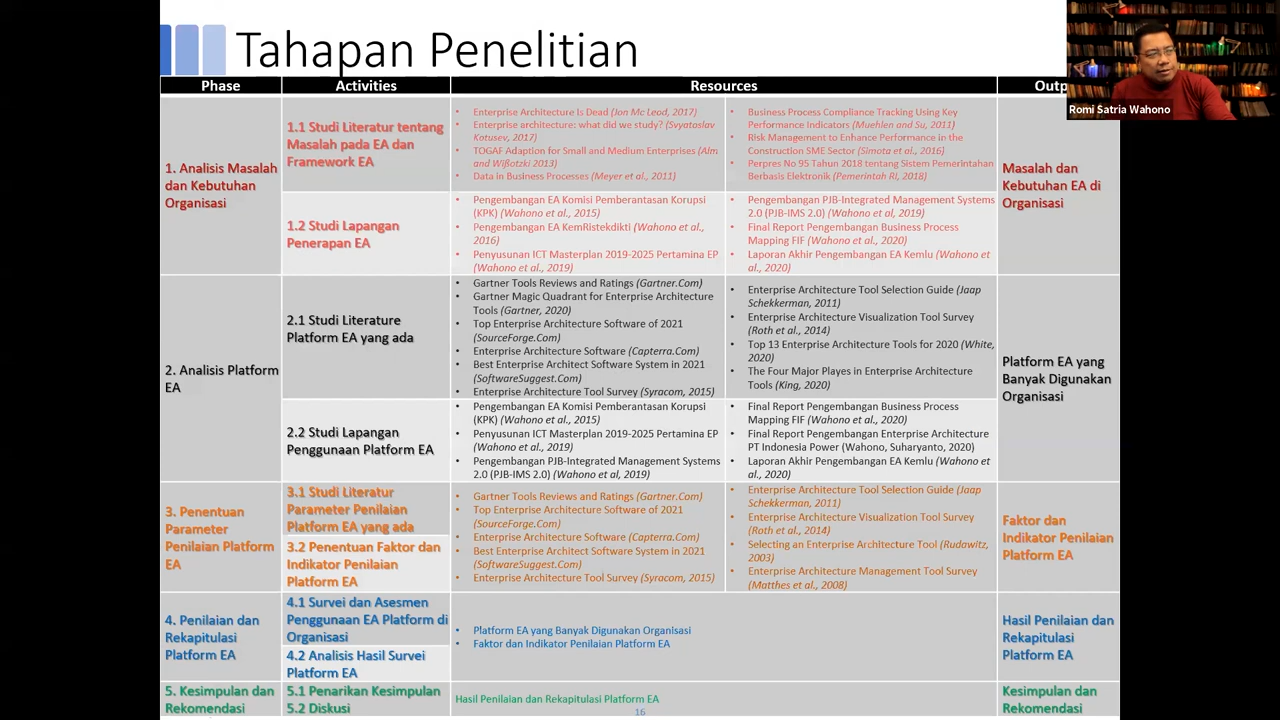 Tahapan Penelitian
Romi Satria Wahono
Phase
Activities
Resources
Outp
1. Analisis Masalah
dan Kebutuhan
Organisasi
1.1 Studi Literatur tentang
Masalah pada EA dan
Framework EA
• Enterprise Architecture Is Dead (Jon Mc Leod, 2017)
• Enterprise architecture: what did we study? (Svyatoslav
Kotusev, 2017)
• TOGAF Adaption for Small and Medium Enterprises (Alm
and Wißotzki 2013)
• Data in Business Processes (Meyer et al., 2011)
• Business Process Compliance Tracking Using Key
Performance Indicators (Muehlen and Su, 2011)
• Risk Management to Enhance Performance in the
Construction SME Sector (Simota et al., 2016)
• Perpres No 95 Tahun 2018 tentang Sistem Pemerintahan
Berbasis Elektronik (Pemerintah RI, 2018)
Masalah dan
Kebutuhan EA di
Organisasi
1.2 Studi Lapangan
Penerapan EA
• Pengembangan EA Komisi Pemberantasan Korupsi
(KPK) (Wahono et al., 2015)
• Pengembangan EA KemRistekdikti (Wahono et al.,
2016)
• Penyusunan ICT Masterplan 2019-2025 Pertamina EP
(Wahono et al., 2019)
• Pengembangan PJB-Integrated Management Systems
2.0 (PJB-IMS 2.0) (Wahono et al, 2019)
• Final Report Pengembangan Business Process
Mapping FIF (Wahono et al., 2020)
• Laporan Akhir Pengembangan EA Kemlu (Wahono et
al., 2020)
2. Analisis Platform
EA
2.1 Studi Literature
Platform EA yang ada
• Gartner Tools Reviews and Ratings (Gartner.Com)
• Gartner Magic Quadrant for Enterprise Architecture
Tools (Gartner, 2020)
• Top Enterprise Architecture Software of 2021
(SourceForge.Com)
• Enterprise Architecture Software (Capterra.Com)
• Best Enterprise Architect Software System in 2021
(SoftwareSuggest.Com)
• Enterprise Architecture Tool Survey (Syracom, 2015)
• Enterprise Architecture Tool Selection Guide (Jaap
Schekkerman, 2011)
• Enterprise Architecture Visualization Tool Survey
(Roth et al., 2014)
• Top 13 Enterprise Architecture Tools for 2020 (White,
2020)
• The Four Major Playes in Enterprise Architecture
Tools (King, 2020)
Platform EA yang
Banyak Digunakan
Organisasi
2.2 Studi Lapangan
Penggunaan Platform EA
• Pengembangan EA Komisi Pemberantasan Korupsi
(KPK) (Wahono et al., 2015)
• Penyusunan ICT Masterplan 2019-2025 Pertamina EP
(Wahono et al., 2019)
• Pengembangan PJB-Integrated Management Systems
2.0 (PJB-IMS 2.0) (Wahono et al, 2019)
• Final Report Pengembangan Business Process
Mapping FIF (Wahono et al., 2020)
• Final Report Pengembangan Enterprise Architecture
PT Indonesia Power (Wahono, Suharyanto, 2020)
• Laporan Akhir Pengembangan EA Kemlu (Wahono et
al., 2020)
3. Penentuan
Parameter
Penilaian Platform
EA
3.1 Studi Literatur
Parameter Penilaian
Platform EA yang ada
3.2 Penentuan Faktor dan
Indikator Penilaian
Platform EA
• Gartner Tools Reviews and Ratings (Gartner.Com)
• Top Enterprise Architecture Software of 2021
(SourceForge.Com)
• Enterprise Architecture Software (Capterra.Com)
• Best Enterprise Architect Software System in 2021
(SoftwareSuggest.Com)
• Enterprise Architecture Tool Survey (Syracom, 2015)
• Enterprise Architecture Tool Selection Guide (Jaap
Schekkerman, 2011)
• Enterprise Architecture Visualization Tool Survey
(Roth et al., 2014)
• Selecting an Enterprise Architecture Tool (Rudawitz,
2003)
• Enterprise Architecture Management Tool Survey
(Matthes et al., 2008)
Faktor dan
Indikator Penilaian
Platform EA
4. Penilaian dan
Rekapitulasi
Platform EA
4.1 Survei dan Asesmen
Penggunaan EA Platform di
Organisasi
4.2 Analisis Hasil Survei
Platform EA
• Platform EA yang Banyak Digunakan Organisasi
• Faktor dan Indikator Penilaian Platform EA
Hasil Penilaian dan
Rekapitulasi
Platform EA
5. Kesimpulan dan
Rekomendasi
5.1 Penarikan Kesimpulan
5.2 Diskusi
Hasil Penilaian dan Rekapitulasi Platform EA
Kesimpulan dan
Rekomendasi
16